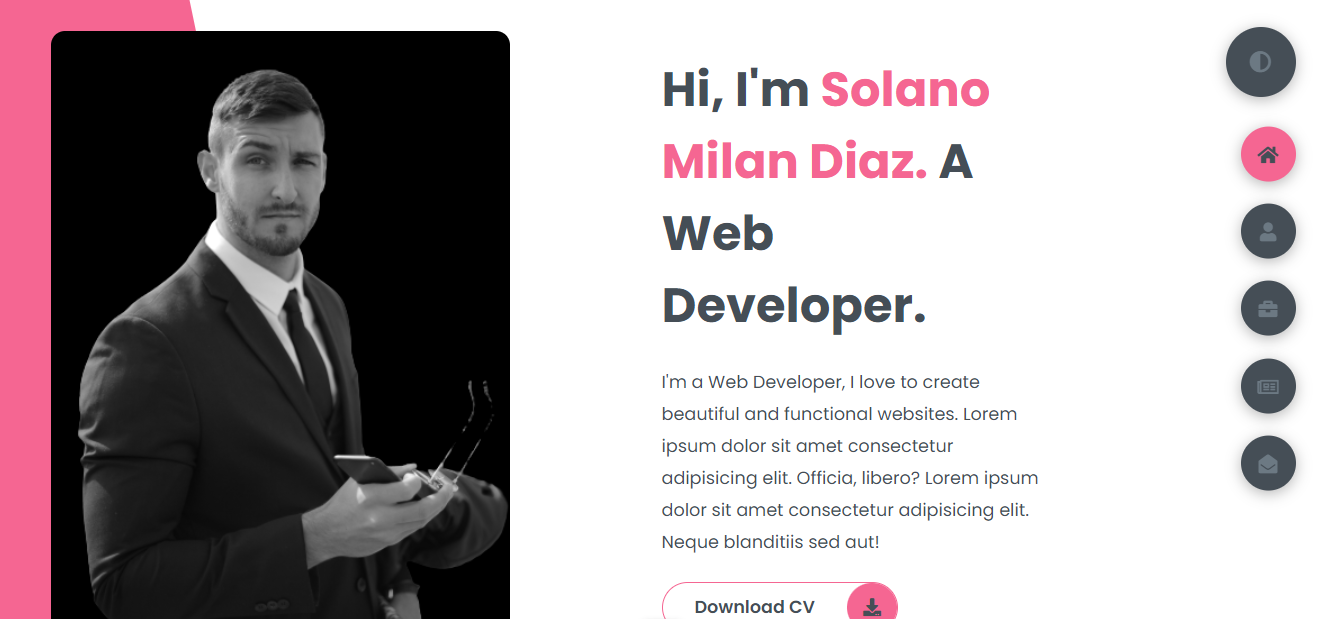 Hi, I'm Solano
Milan Diaz. A
Web
Developer.
I'm a Web Developer, I love to create
beautiful and functional websites. Lorem
ipsum dolor sit amet consectetur
adipisicing elit. Officia, libero? Lorem ipsum
dolor sit amet consectetur adipisicing elit.
Neque blanditiis sed aut!
Download CV